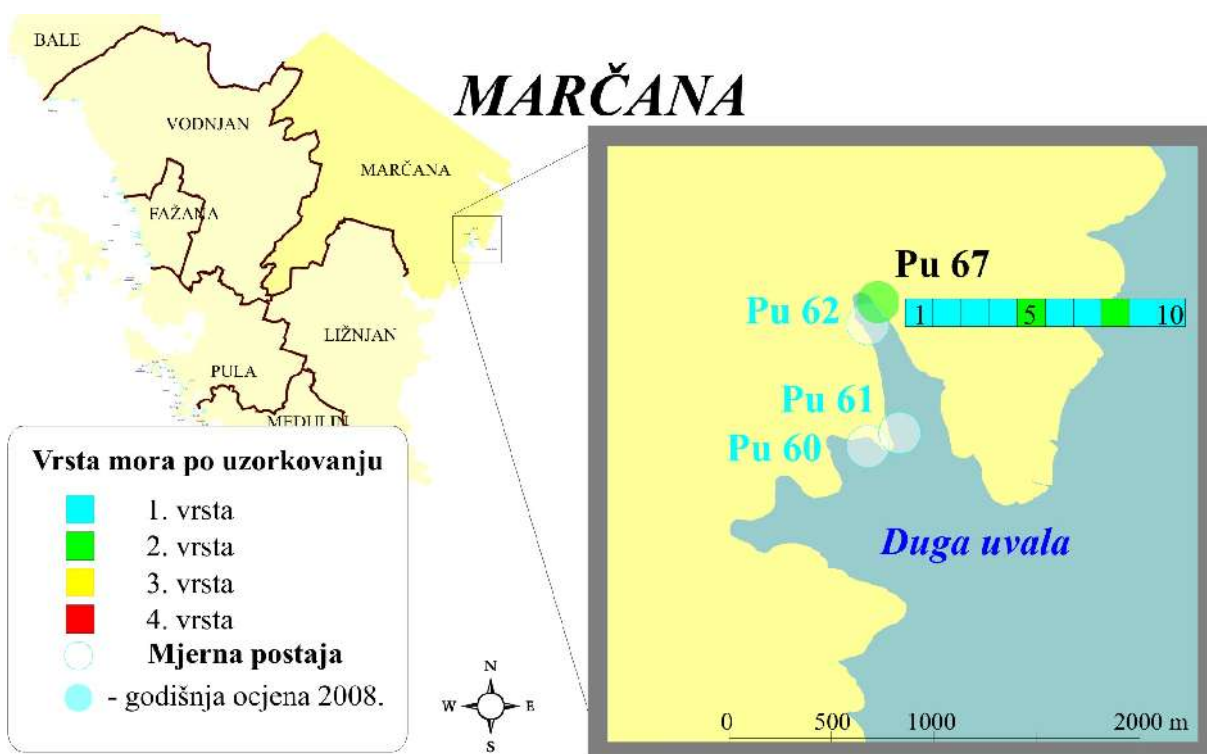 BALE
MARČANA
VODNJAN
MARČANA
FAŽANA
LIŽNJAN
PULA
MEDULIN
Pu 67
Pu 62
1 5 10
Pu 61
Pu 60
Duga uvala
Vrsta mora po uzorkovanju
1. vrsta
2. vrsta
3. vrsta
4. vrsta
Mjerna postaja
- godišnja ocjena 2008.
N
W E
S
0 500 1000 2000 m